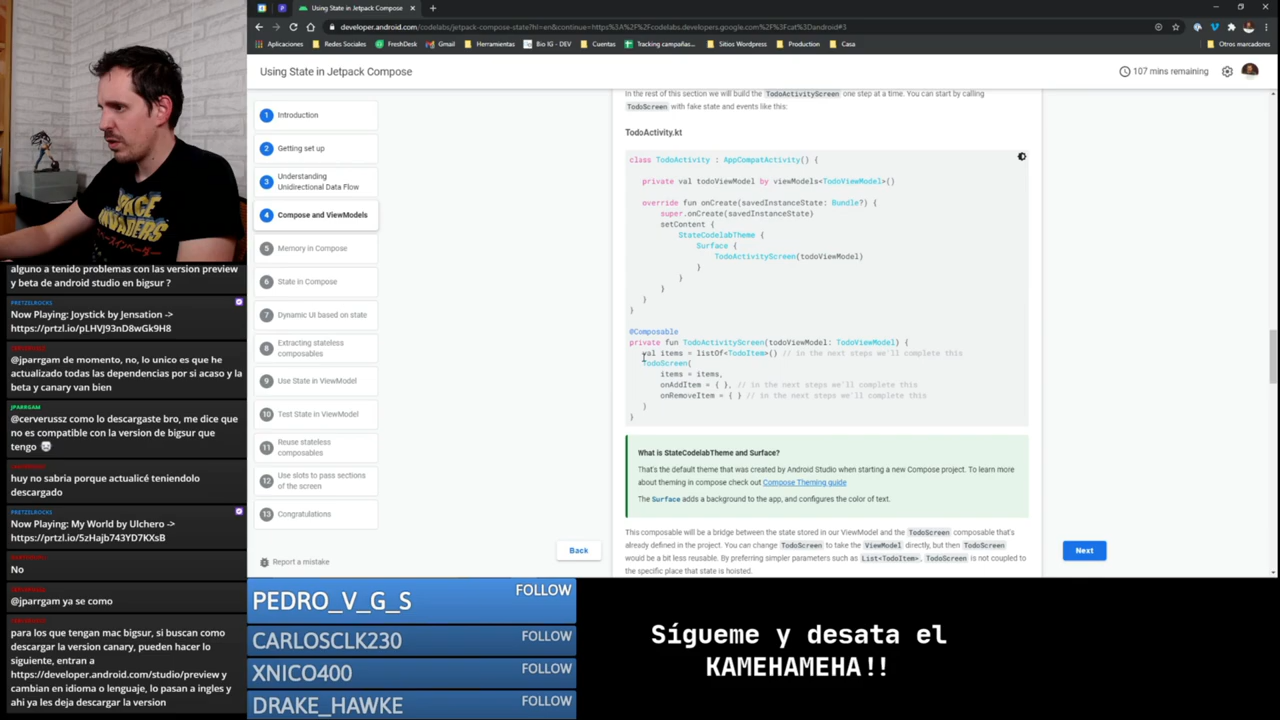 Using State in Jetpack Compose
developer.android.com/codelabs/jetpack-compose-state?hl=en&continue=https%3A%2F%2Fcodelabs.developers.google.com%2F%3Fcat%3Dandroid#3
Aplicaciones
Redes Sociales
FreshDesk
Gmail
Herramientas
Bio IG - DEV
Cuentas
Tracking campañas...
Sitios Wordpress
Production
Casa
Otros marcadores
Using State in Jetpack Compose
107 mins remaining
1 Introduction
2 Getting set up
3 Understanding
Unidirectional Data Flow
4 Compose and ViewModels
5 Memory in Compose
6 State in Compose
7 Dynamic UI based on state
8 Extracting stateless
composables
9 Use State in ViewModel
10 Test State in ViewModel
11 Reuse stateless
composables
12 Use slots to pass sections
of the screen
13 Congratulations
Report a mistake
In the rest of this section we will build the TodoActivityScreen one step at a time. You can start by calling
TodoScreen with fake state and events like this:
TodoActivity.kt
class TodoActivity : AppCompatActivity() {
private val todoViewModel by viewModels<TodoViewModel>()
override fun onCreate(savedInstanceState: Bundle?) {
super.onCreate(savedInstanceState)
setContent {
StateCodelabTheme {
Surface {
TodoActivityScreen(todoViewModel)
}
}
}
}
}
@Composable
private fun TodoActivityScreen(todoViewModel: TodoViewModel) {
val items = listOf<TodoItem>() // in the next steps we'll complete this
TodoScreen(
items = items,
onAddItem = { }, // in the next steps we'll complete this
onRemoveItem = { } // in the next steps we'll complete this
)
}
What is StateCodelabTheme and Surface?
That's the default theme that was created by Android Studio when starting a new Compose project. To learn more
about theming in compose check out Compose Theming guide
The Surface adds a background to the app, and configures the color of text.
This composable will be a bridge between the state stored in our ViewModel and the TodoScreen composable that's
already defined in the project. You can change TodoScreen to take the ViewModel directly, but then TodoScreen
would be a bit less reusable. By preferring simpler parameters such as List<TodoItem>, TodoScreen is not coupled to
the specific place that state is hoisted.
Back
Next
SPACE
INVADERS
alguno a tenido problemas con las version preview
y beta de android studio en bigsur ?
PRETZELROCKS
Now Playing: Joystick by Jensation ->
https://prtzl.io/pLHVJ93nD8wGk9H8
@jparrgam de momento, no, lo unico es que he
actualizado todas las dependencias por si acaso y la
beta y canary van bien
JPARRGAM
@cerverussz como lo descargaste bro, me dice que
no es compatible con la version de bigsur que
tengo
huy no sabria porque actualicé teniendolo
descargado
PRETZELROCKS
Now Playing: My World by Ulchero ->
https://prtzl.io/5zHajb743YD7KXsB
No
@jparrgam ya se como
para los que tengan mac bigsur, si buscan como
descargar la version canary, pueden hacer lo
siguiente, entran a
https://developer.android.com/studio/preview y
cambian en idioma o lenguaje, lo pasan a ingles y
ahi ya les deja descargar la version
PEDRO_V_G_S FOLLOW
CARLOSCLK230 FOLLOW
XNICO400 FOLLOW
DRAKE_HAWKE FOLLOW
Sígueme y desata el
KAMEHAMEHA!!